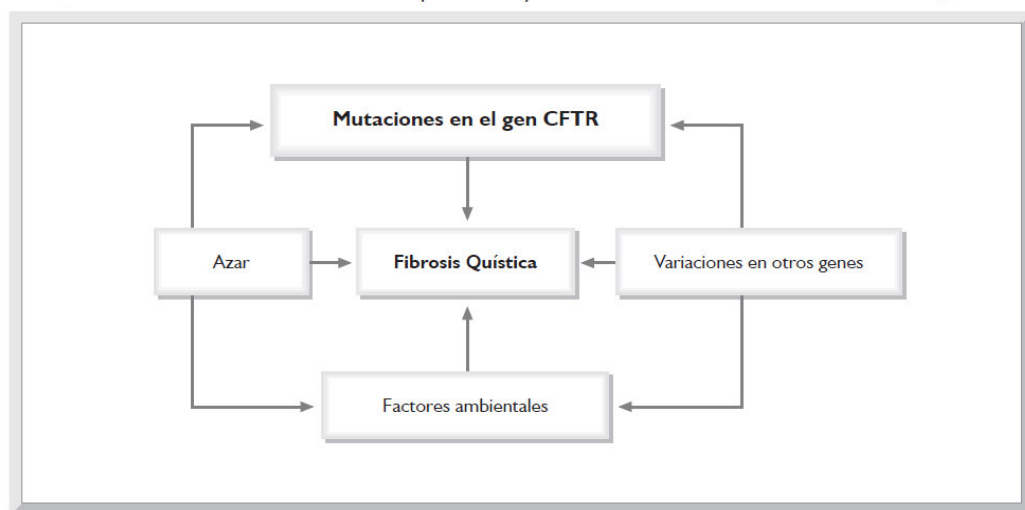 Mutaciones en el gen CFTR
Azar
Fibrosis Quística
Variaciones en otros genes
Factores ambientales